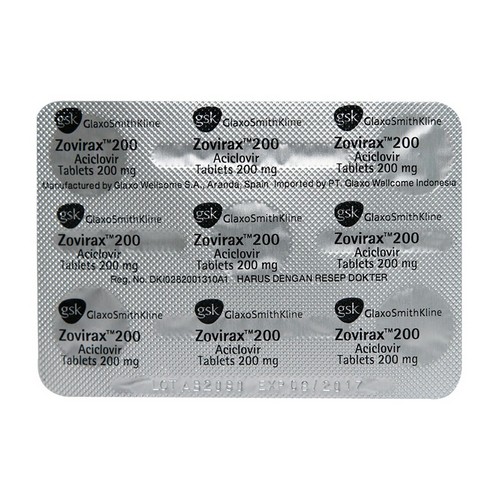 gsk GlaxoSmithKline gsk GlaxoSmithKline gsk GlaxoSmithKline
Zovirax™200 Zovirax™200 Zovirax™200
Aciclovir Aciclovir Aciclovir
Tablets 200 mg Tablets 200 mg Tablets 200 mg
Manufactured by Glaxo Wellsome S.A., Aranda, Spain Imported by PT. Glaxo Wellcome Indonesia
gsk GlaxoSmithKline gsk GlaxoSmithKline gsk GlaxoSmithKline
Zovirax™200 Zovirax™200 Zovirax™200
Aciclovir Aciclovir Aciclovir
Tablets 200 mg Tablets 200 mg Tablets 200 mg
Reg. No. DKI0282001310A1 HARUS DENGAN RESEP DOKTER
gsk GlaxoSmithKline gsk GlaxoSmithKline gsk GlaxoSmithKline
Zovirax™200 Zovirax™200 Zovirax™200
Aciclovir Aciclovir Aciclovir
Tablets 200 mg Tablets 200 mg Tablets 200 mg
LOT